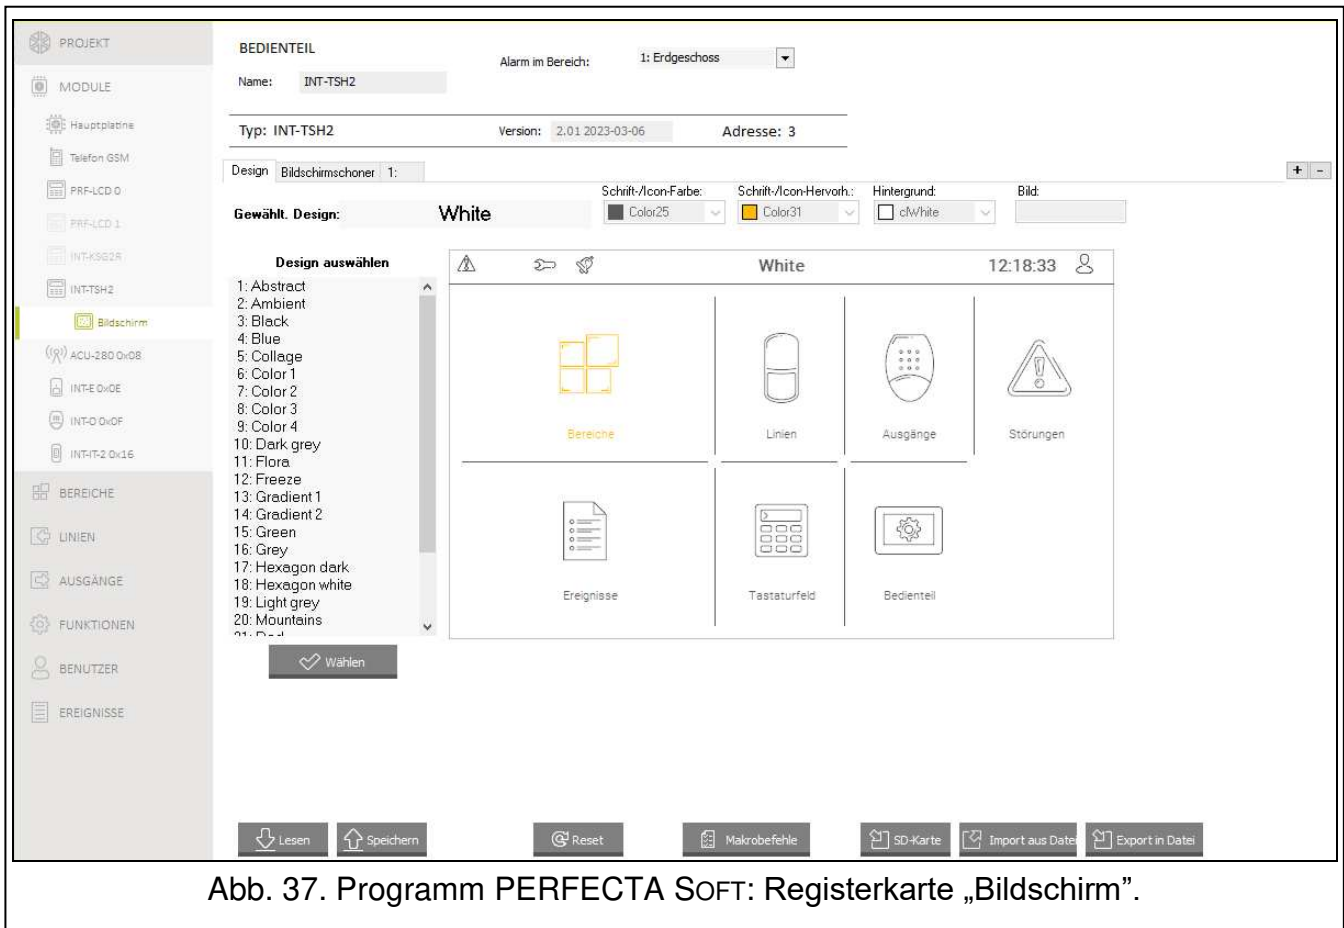 PROJEKT
MODULE
Hauptplatine
Telefon GSM
PRF-LCD 0
PRF-LCD 1
INT-KSG2R
INT-TSH2
Bildschirm
ACU-280 0x08
INT-E 0x0E
INT-O 0x0F
INT-IT-2 0x16
BEREICHE
LINIEN
AUSGÄNGE
FUNKTIONEN
BENUTZER
EREIGNISSE
BEDIENTEIL
Alarm im Bereich: 1: Erdgeschoss
Name: INT-TSH2
Typ: INT-TSH2 Version: 2.01 2023-03-06 Adresse: 3
Design Bildschirmschoner 1: + -
Schrift-/Icon-Farbe: Schrift-/Icon-Hervorh.: Hintergrund: Bild:
Gewählt. Design: White Color25 Color31 clWhite
Design auswählen
1: Abstract
2: Ambient
3: Black
4: Blue
5: Collage
6: Color 1
7: Color 2
8: Color 3
9: Color 4
10: Dark grey
11: Flora
12: Freeze
13: Gradient 1
14: Gradient 2
15: Green
16: Grey
17: Hexagon dark
18: Hexagon white
19: Light grey
20: Mountains
Wählen
White 12:18:33
Bereiche Linien Ausgänge Störungen
Ereignisse Tastaturfeld Bedienteil
Lesen Speichern Reset Makrobefehle SD-Karte Import aus Datei Export in Datei
Abb. 37. Programm PERFECTA SOFT: Registerkarte „Bildschirm”.